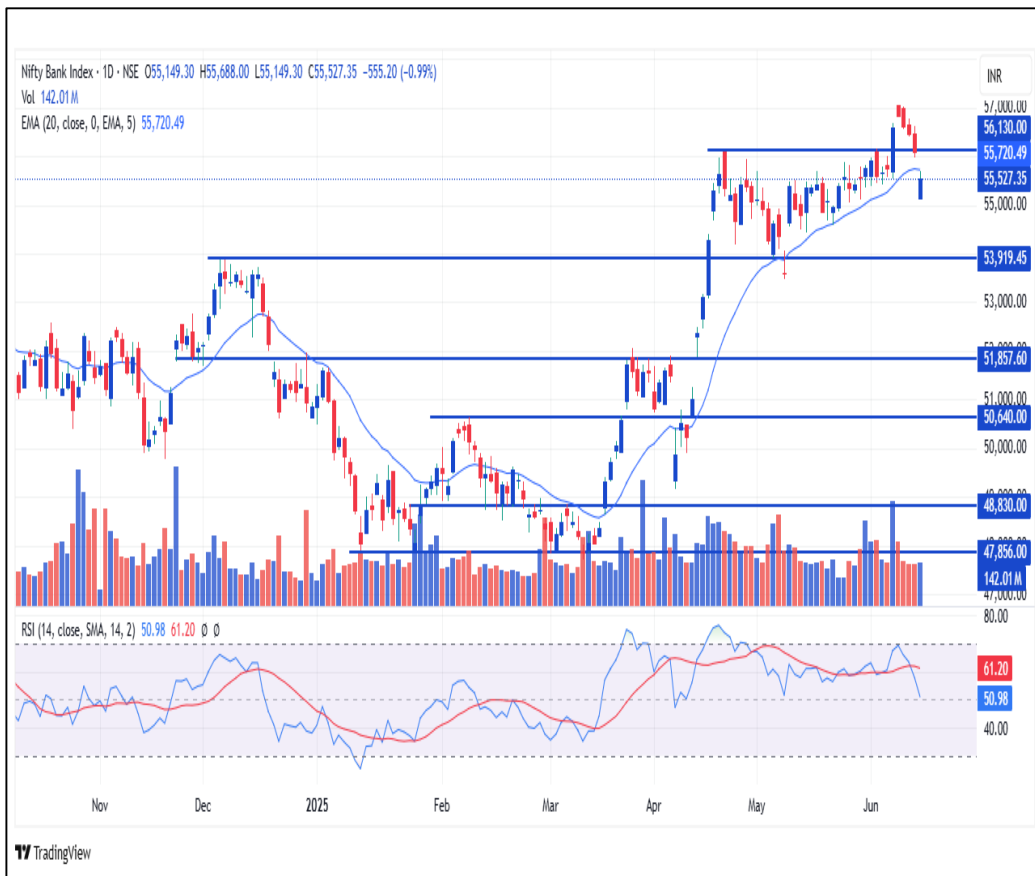 Nifty Bank Index · 1D · NSE O55,149.30 H55,688.00 L55,149.30 C55,527.35 -555.20 (-0.99%)
Vol 142.01 M
EMA (20, close, 0, EMA, 5) 55,720.49
INR
57,000.00
56,130.00
55,720.49
55,527.35
55,000.00
53,919.45
53,000.00
51,857.60
51,000.00
50,640.00
50,000.00
48,830.00
47,856.00
142.01 M
47,000.00
RSI (14, close, SMA, 14, 2) 50.98 61.20 Ø Ø
80.00
61.20
50.98
40.00
Nov Dec 2025 Feb Mar Apr May Jun
TradingView